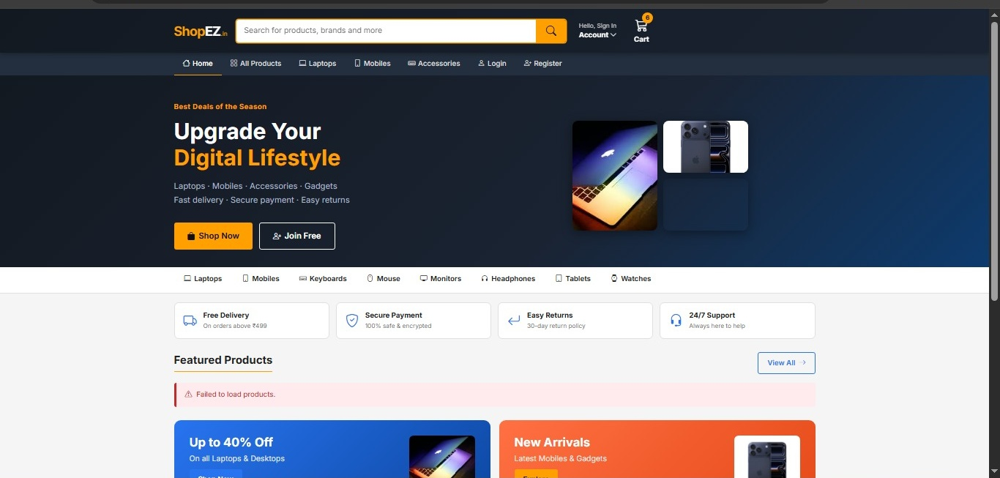 ShopEZ.in
Search for products, brands and more
Hello, Sign In
Account
6
Cart
Home
All Products
Laptops
Mobiles
Accessories
Login
Register
Best Deals of the Season
Upgrade Your
Digital Lifestyle
Laptops · Mobiles · Accessories · Gadgets
Fast delivery · Secure payment · Easy returns
Shop Now
Join Free
Laptops
Mobiles
Keyboards
Mouse
Monitors
Headphones
Tablets
Watches
Free Delivery
On orders above ₹499
Secure Payment
100% safe & encrypted
Easy Returns
30-day return policy
24/7 Support
Always here to help
Featured Products
View All
Failed to load products.
Up to 40% Off
On all Laptops & Desktops
Shop Now
New Arrivals
Latest Mobiles & Gadgets
Explore